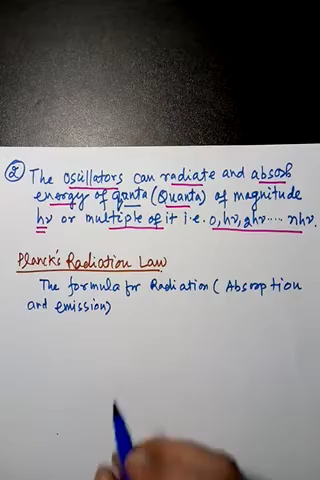 ② The oscillators can radiate and absorb
energy of qanta (Quanta) of magnitude
hν or multiple of it i.e. 0, hν, 2hν..... nhν.
Planck's Radiation Law
The formula for Radiation ( Absorption
and emission)